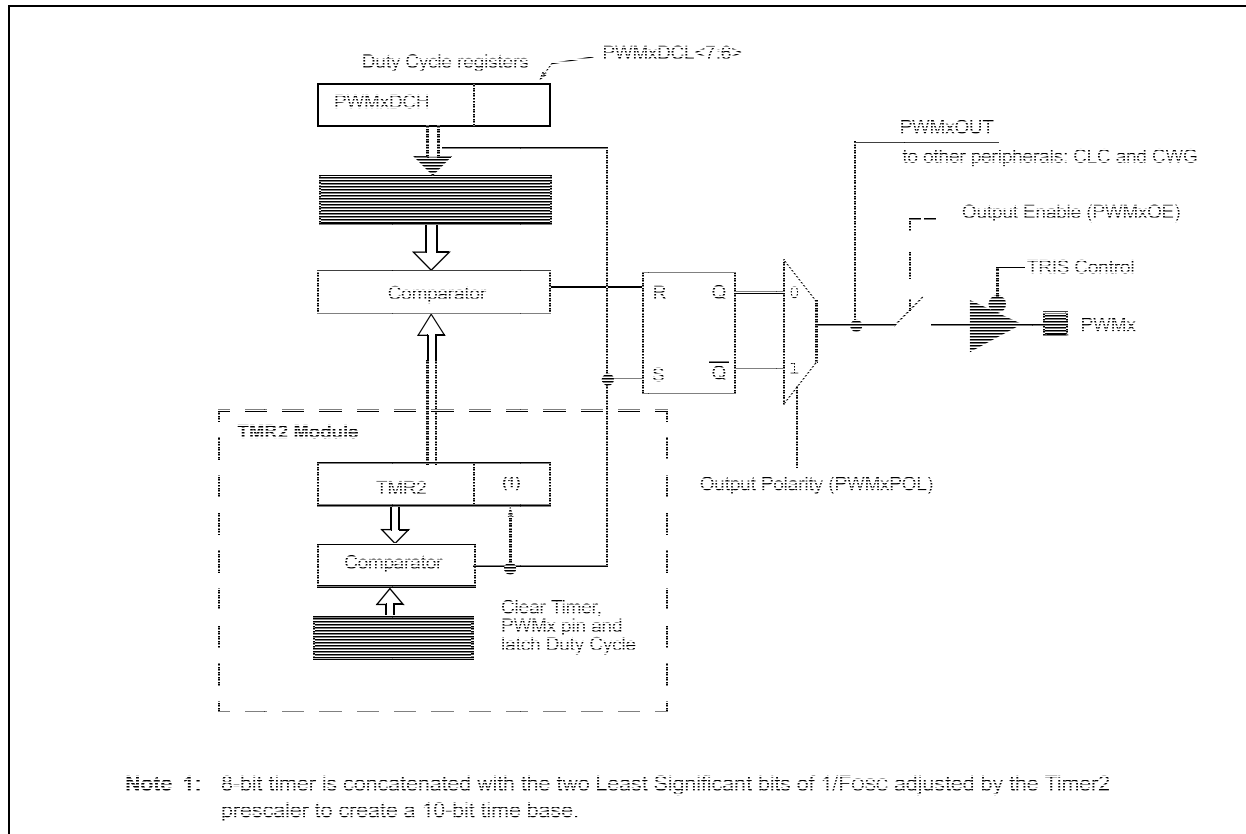 Duty Cycle registers
PWMxDCL<7:6>
PWMxDCH
PWMxOUT
to other peripherals: CLC and CWG
Output Enable (PWMxOE)
TRIS Control
Comparator
R
Q
0
PWMx
S
Q̅
1
TMR2 Module
TMR2
(1)
Output Polarity (PWMxPOL)
Comparator
Clear Timer,
PWMx pin and
latch Duty Cycle
Note 1: 8-bit timer is concatenated with the two Least Significant bits of 1/FOSC adjusted by the Timer2
prescaler to create a 10-bit time base.